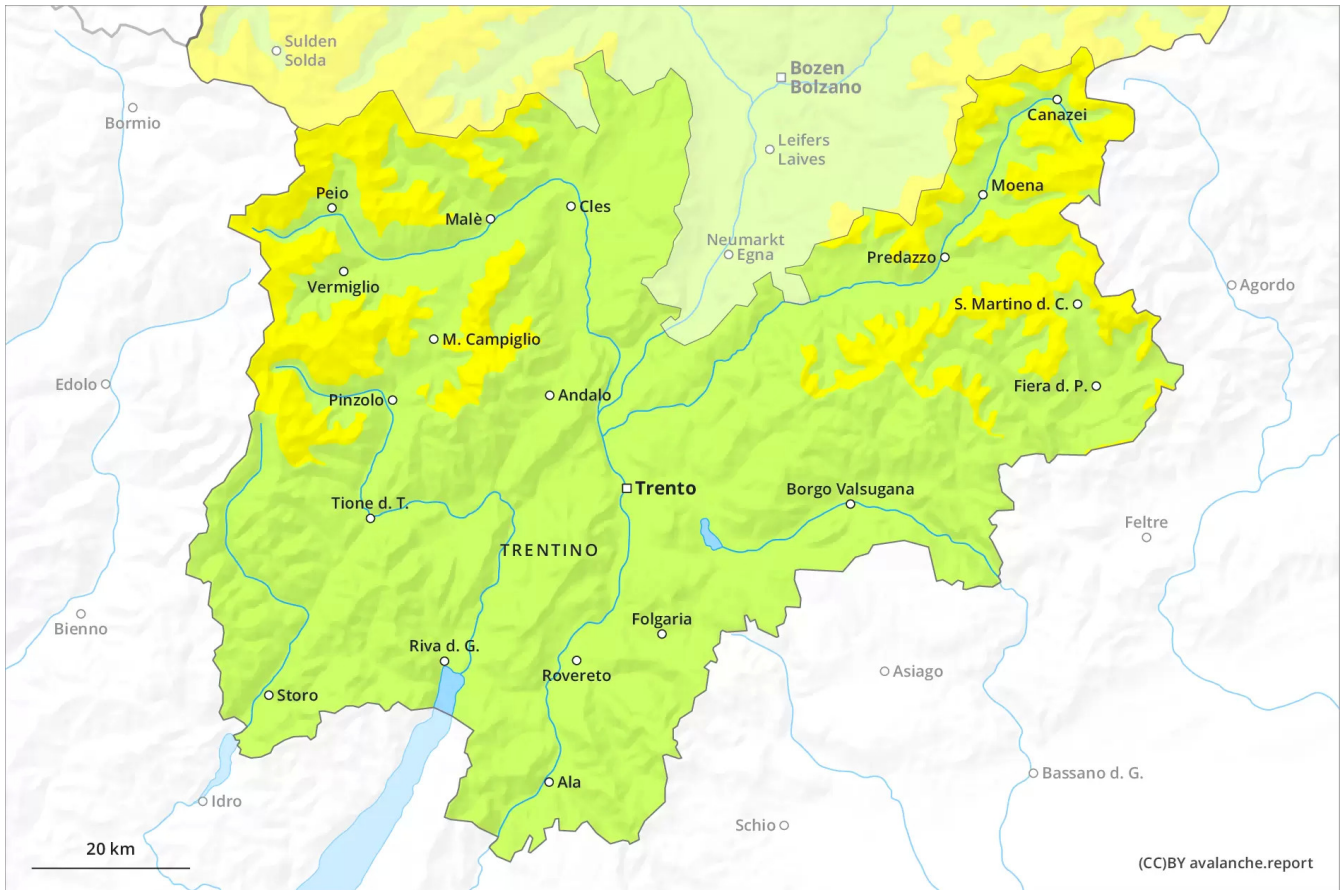 Sulden
Solda
Bozen
Bolzano
Bormio
Canazei
Leifers
Laives
Peio
Moena
Malè
Cles
Neumarkt
Egna
Predazzo
Vermiglio
Agordo
S. Martino d. C.
M. Campiglio
Edolo
Pinzolo
Andalo
Fiera d. P.
Trento
Borgo Valsugana
Tione d. T.
Feltre
TRENTINO
Bienno
Folgaria
Riva d. G.
Rovereto
Asiago
Storo
Bassano d. G.
Ala
Idro
Schio
20 km
(CC)BY avalanche.report